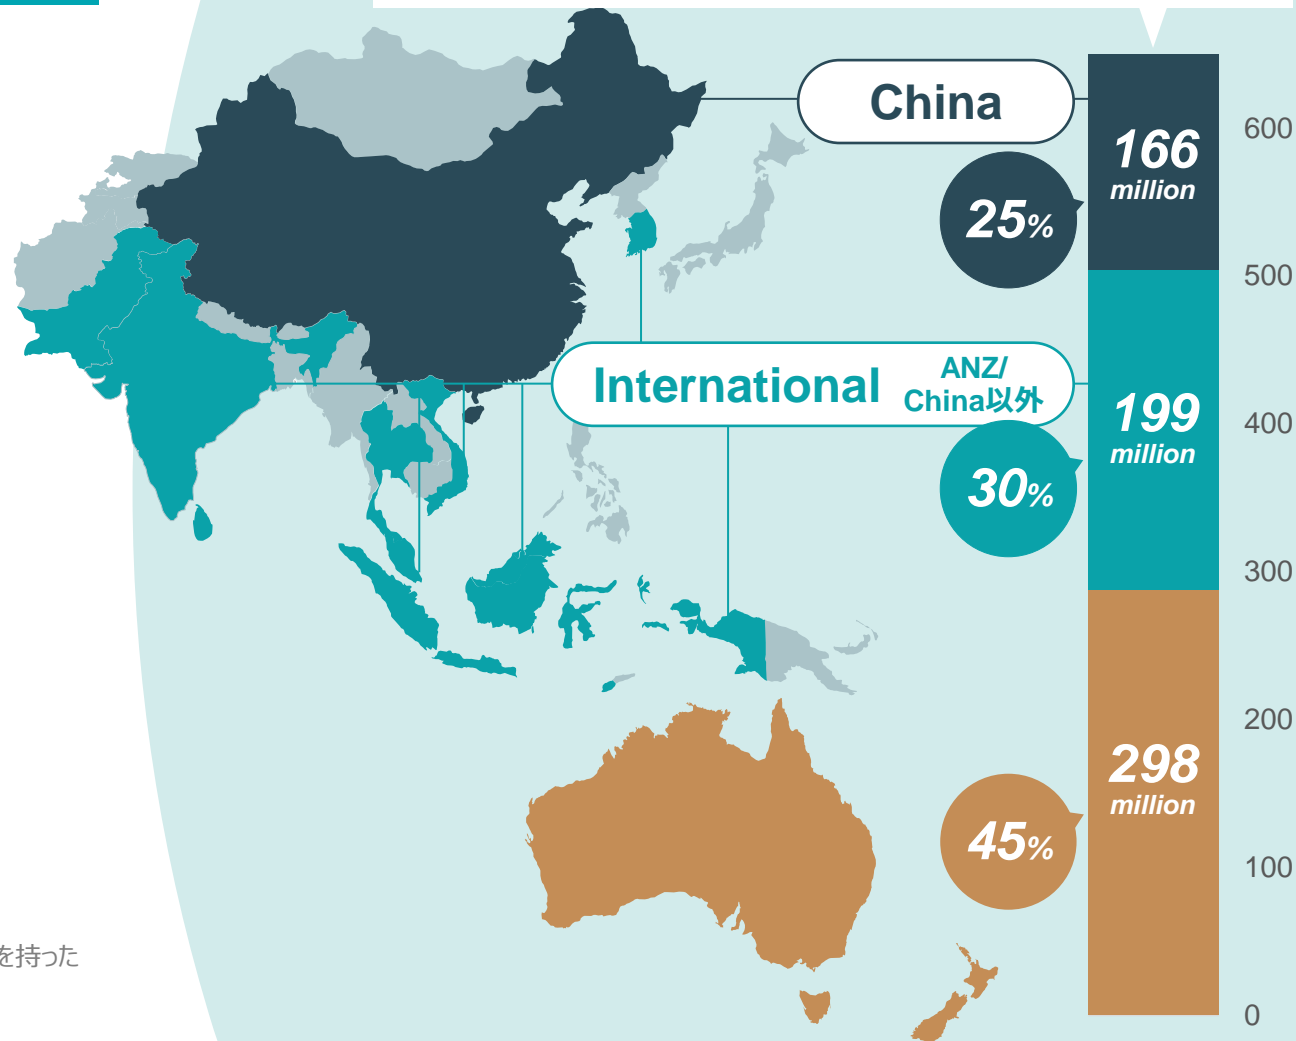 China
166
million
25%
600
500
International
ANZ/
China以外
199
million
30%
400
300
200
298
million
45%
100
0
を持った